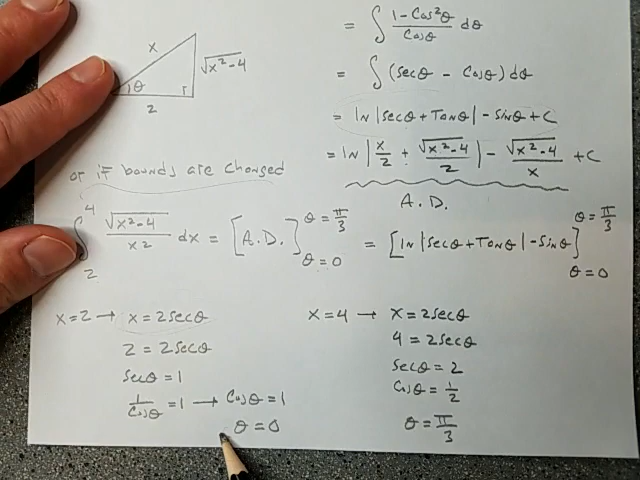 x
√x²-4
θ
2
= ∫ 1-Cos²θ / Cosθ dθ
= ∫ (secθ - Cosθ) dθ
= ln |secθ + Tanθ| - Sinθ + C
= ln | x/2 + √x²-4 / 2 | - √x²-4 / x + C
A.D.
or if bounds are changed
∫₂⁴ √x²-4 / x² dx = [A.D.] θ = π/3 θ = 0 = [ln |secθ + Tanθ| - Sinθ] θ = π/3 θ = 0
x = 2 → x = 2secθ
2 = 2secθ
secθ = 1
1/Cosθ = 1 → Cosθ = 1
θ = 0
x = 4 → x = 2secθ
4 = 2secθ
secθ = 2
Cosθ = 1/2
θ = π/3